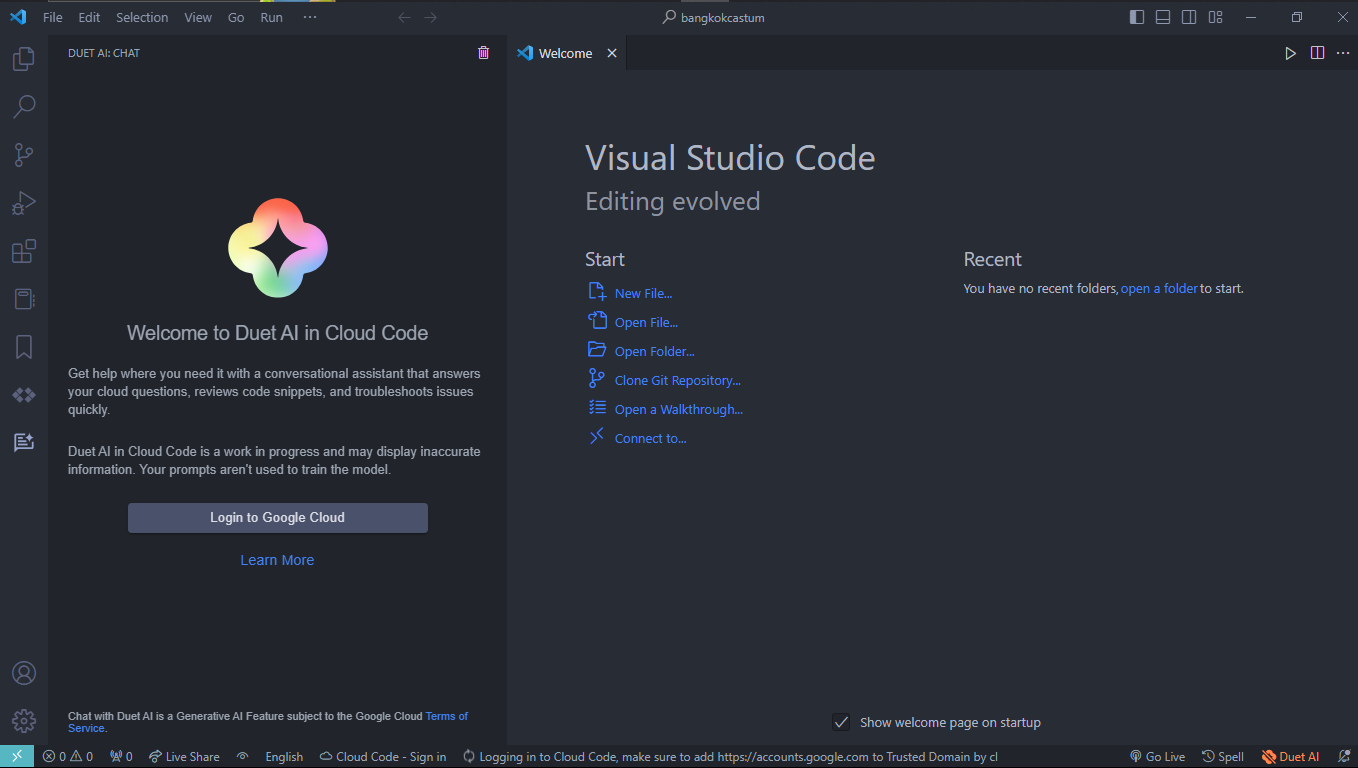 File Edit Selection View Go Run ··· bangkokcastum
DUET AI: CHAT
Welcome
Visual Studio Code
Editing evolved
Start
New File...
Open File...
Open Folder...
Clone Git Repository...
Open a Walkthrough...
Connect to...
Recent
You have no recent folders, open a folder to start.
Welcome to Duet AI in Cloud Code
Get help where you need it with a conversational assistant that answers
your cloud questions, reviews code snippets, and troubleshoots issues
quickly.
Duet AI in Cloud Code is a work in progress and may display inaccurate
information. Your prompts aren't used to train the model.
Login to Google Cloud
Learn More
Chat with Duet AI is a Generative AI Feature subject to the Google Cloud Terms of
Service.
Show welcome page on startup
0 0 0 Live Share English Cloud Code - Sign in Logging in to Cloud Code, make sure to add https://accounts.google.com to Trusted Domain by cl Go Live Spell Duet AI